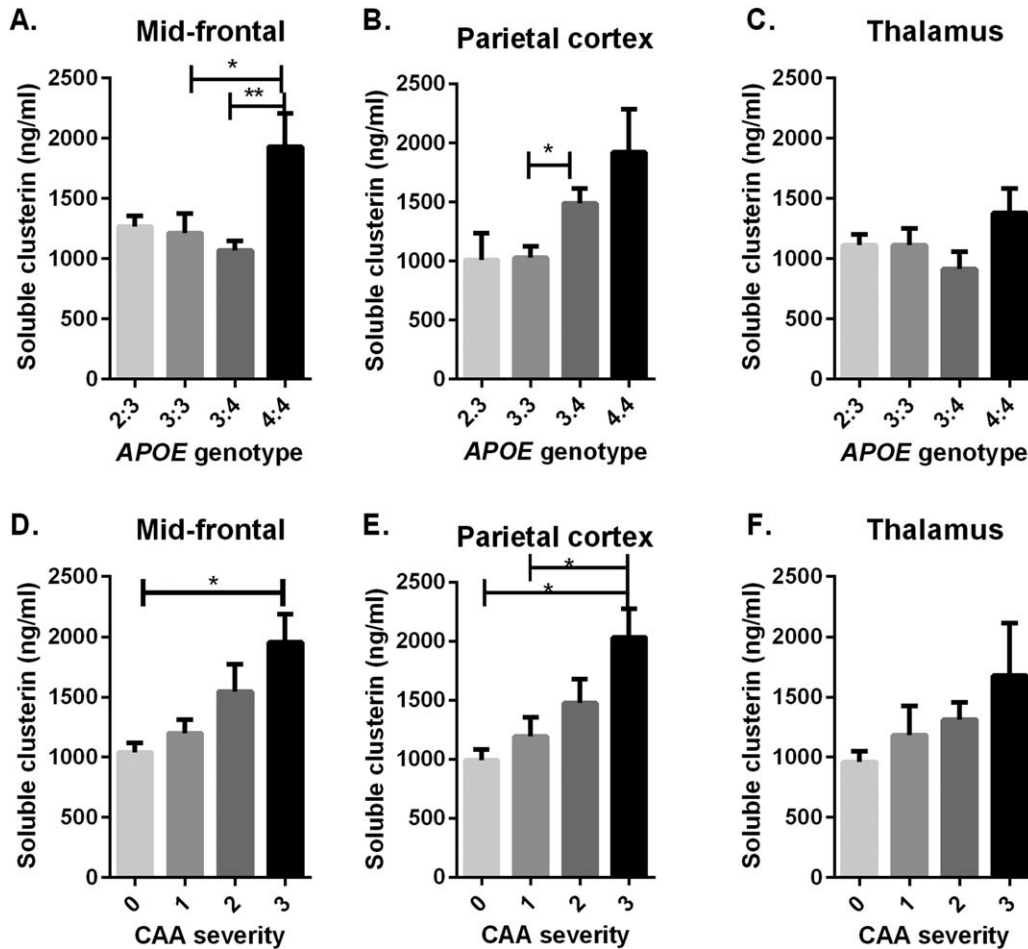 A.
Mid-frontal
Soluble clusterin (ng/ml)
2500
2000
1500
1000
500
0
*
**
2:3
3:3
3:4
4:4
APOE genotype
B.
Parietal cortex
Soluble clusterin (ng/ml)
2500
2000
1500
1000
500
0
*
2:3
3:3
3:4
4:4
APOE genotype
C.
Thalamus
Soluble clusterin (ng/ml)
2500
2000
1500
1000
500
0
2:3
3:3
3:4
4:4
APOE genotype
D.
Mid-frontal
Soluble clusterin (ng/ml)
2500
2000
1500
1000
500
0
*
0
1
2
3
CAA severity
E.
Parietal cortex
Soluble clusterin (ng/ml)
2500
2000
1500
1000
500
0
*
*
0
1
2
3
CAA severity
F.
Thalamus
Soluble clusterin (ng/ml)
2500
2000
1500
1000
500
0
0
1
2
3
CAA severity